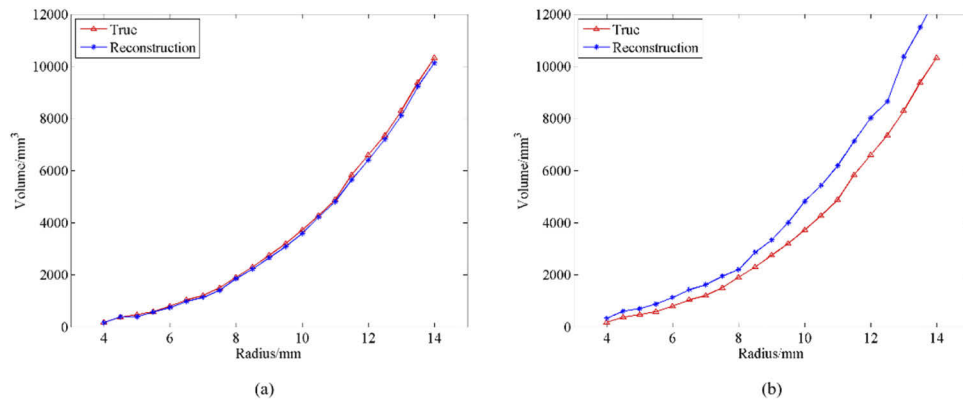 12000
10000
8000
6000
4000
2000
0
Volume/mm³
True
Reconstruction
4 6 8 10 12 14
Radius/mm
(a)
12000
10000
8000
6000
4000
2000
0
Volume/mm³
True
Reconstruction
4 6 8 10 12 14
Radius/mm
(b)